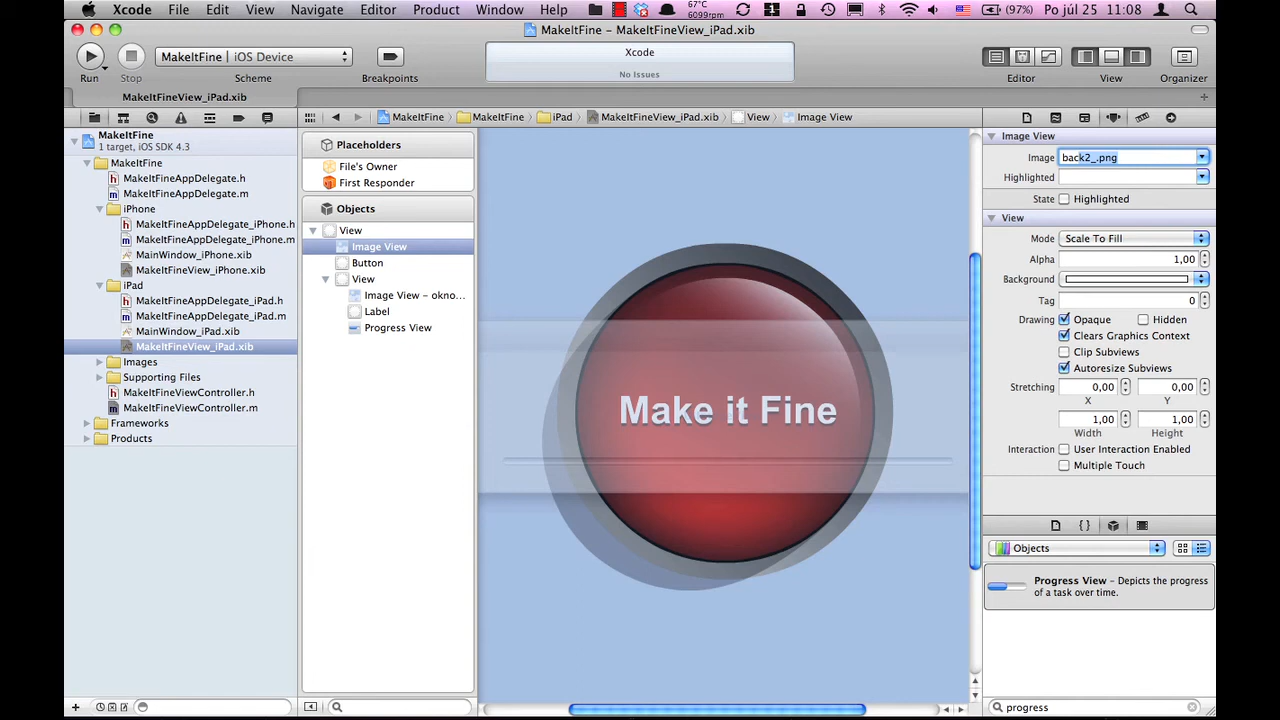 Xcode File Edit View Navigate Editor Product Window Help 67°C 6099rpm 1 (97%) Po júl 25 11:08
MakeItFine – MakeItFineView_iPad.xib
MakeItFine | iOS Device
Xcode
No Issues
Run Stop Scheme Breakpoints Editor View Organizer
MakeItFineView_iPad.xib
MakeItFine MakeItFine iPad MakeItFineView_iPad.xib View Image View
MakeItFine
1 target, iOS SDK 4.3
MakeItFine
MakeItFineAppDelegate.h
MakeItFineAppDelegate.m
iPhone
MakeItFineAppDelegate_iPhone.h
MakeItFineAppDelegate_iPhone.m
MainWindow_iPhone.xib
MakeItFineView_iPhone.xib
iPad
MakeItFineAppDelegate_iPad.h
MakeItFineAppDelegate_iPad.m
MainWindow_iPad.xib
MakeItFineView_iPad.xib
Images
Supporting Files
MakeItFineViewController.h
MakeItFineViewController.m
Frameworks
Products
Placeholders
File's Owner
First Responder
Objects
View
Image View
Button
View
Image View – okno...
Label
Progress View
Make it Fine
Image View
Image back2_.png
Highlighted
State Highlighted
View
Mode Scale To Fill
Alpha 1,00
Background
Tag 0
Drawing Opaque Hidden
Clears Graphics Context
Clip Subviews
Autoresize Subviews
Stretching 0,00 0,00
X Y
1,00 1,00
Width Height
Interaction User Interaction Enabled
Multiple Touch
Objects
Progress View – Depicts the progress
of a task over time.
progress